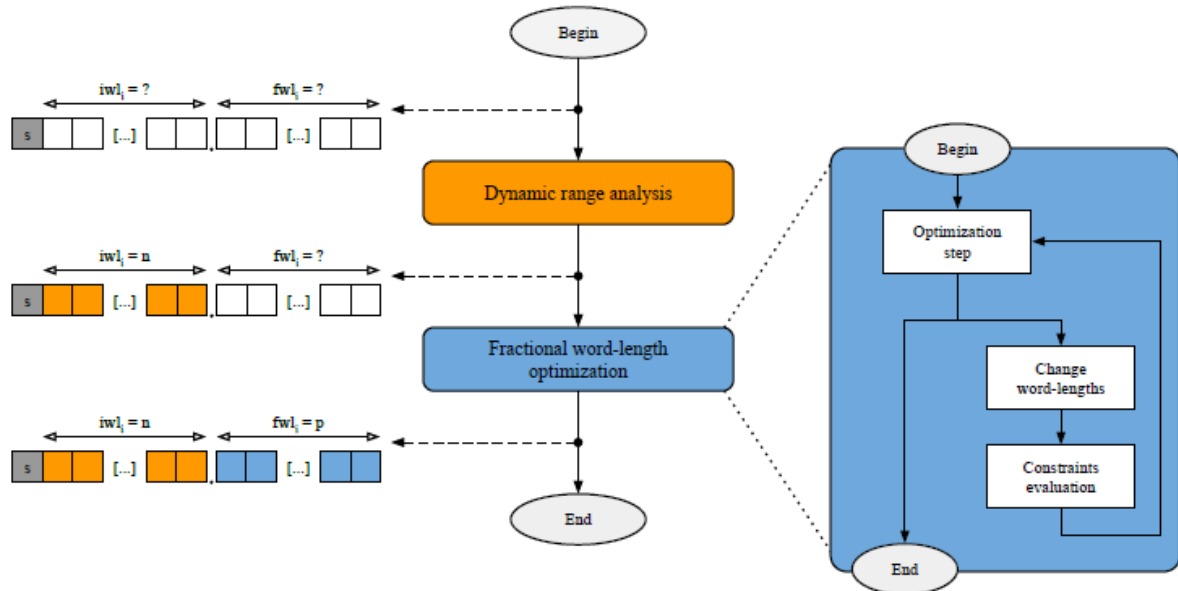 Begin
iwl_i = ? fwl_i = ?
s [...] . [...]
Dynamic range analysis
iwl_i = n fwl_i = ?
s [...] . [...]
Fractional word-length
optimization
iwl_i = n fwl_i = p
s [...] . [...]
End
Begin
Optimization
step
Change
word-lengths
Constraints
evaluation
End